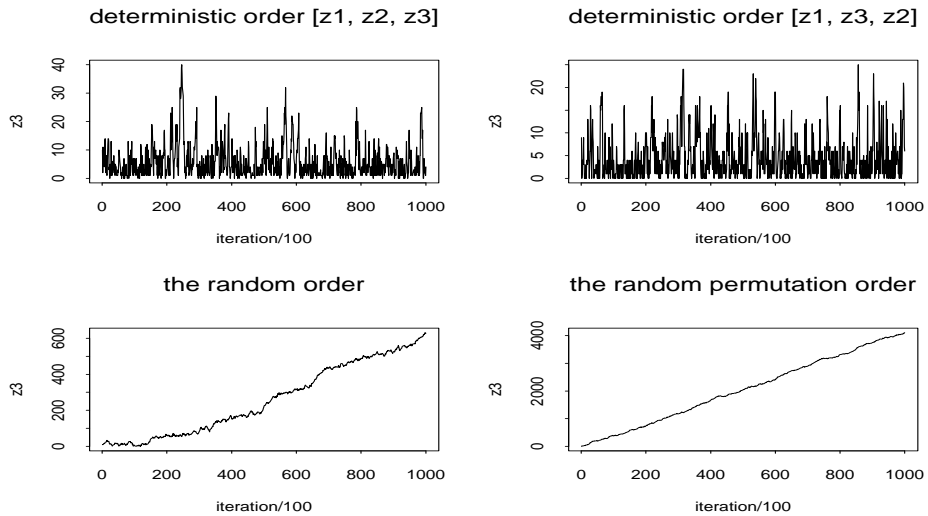 deterministic order [z1, z2, z3]
z3
40
30
20
10
0
0 200 400 600 800 1000
iteration/100
deterministic order [z1, z3, z2]
z3
20
10
5
0
0 200 400 600 800 1000
iteration/100
the random order
z3
600
400
200
0
0 200 400 600 800 1000
iteration/100
the random permutation order
z3
4000
2000
0
0 200 400 600 800 1000
iteration/100